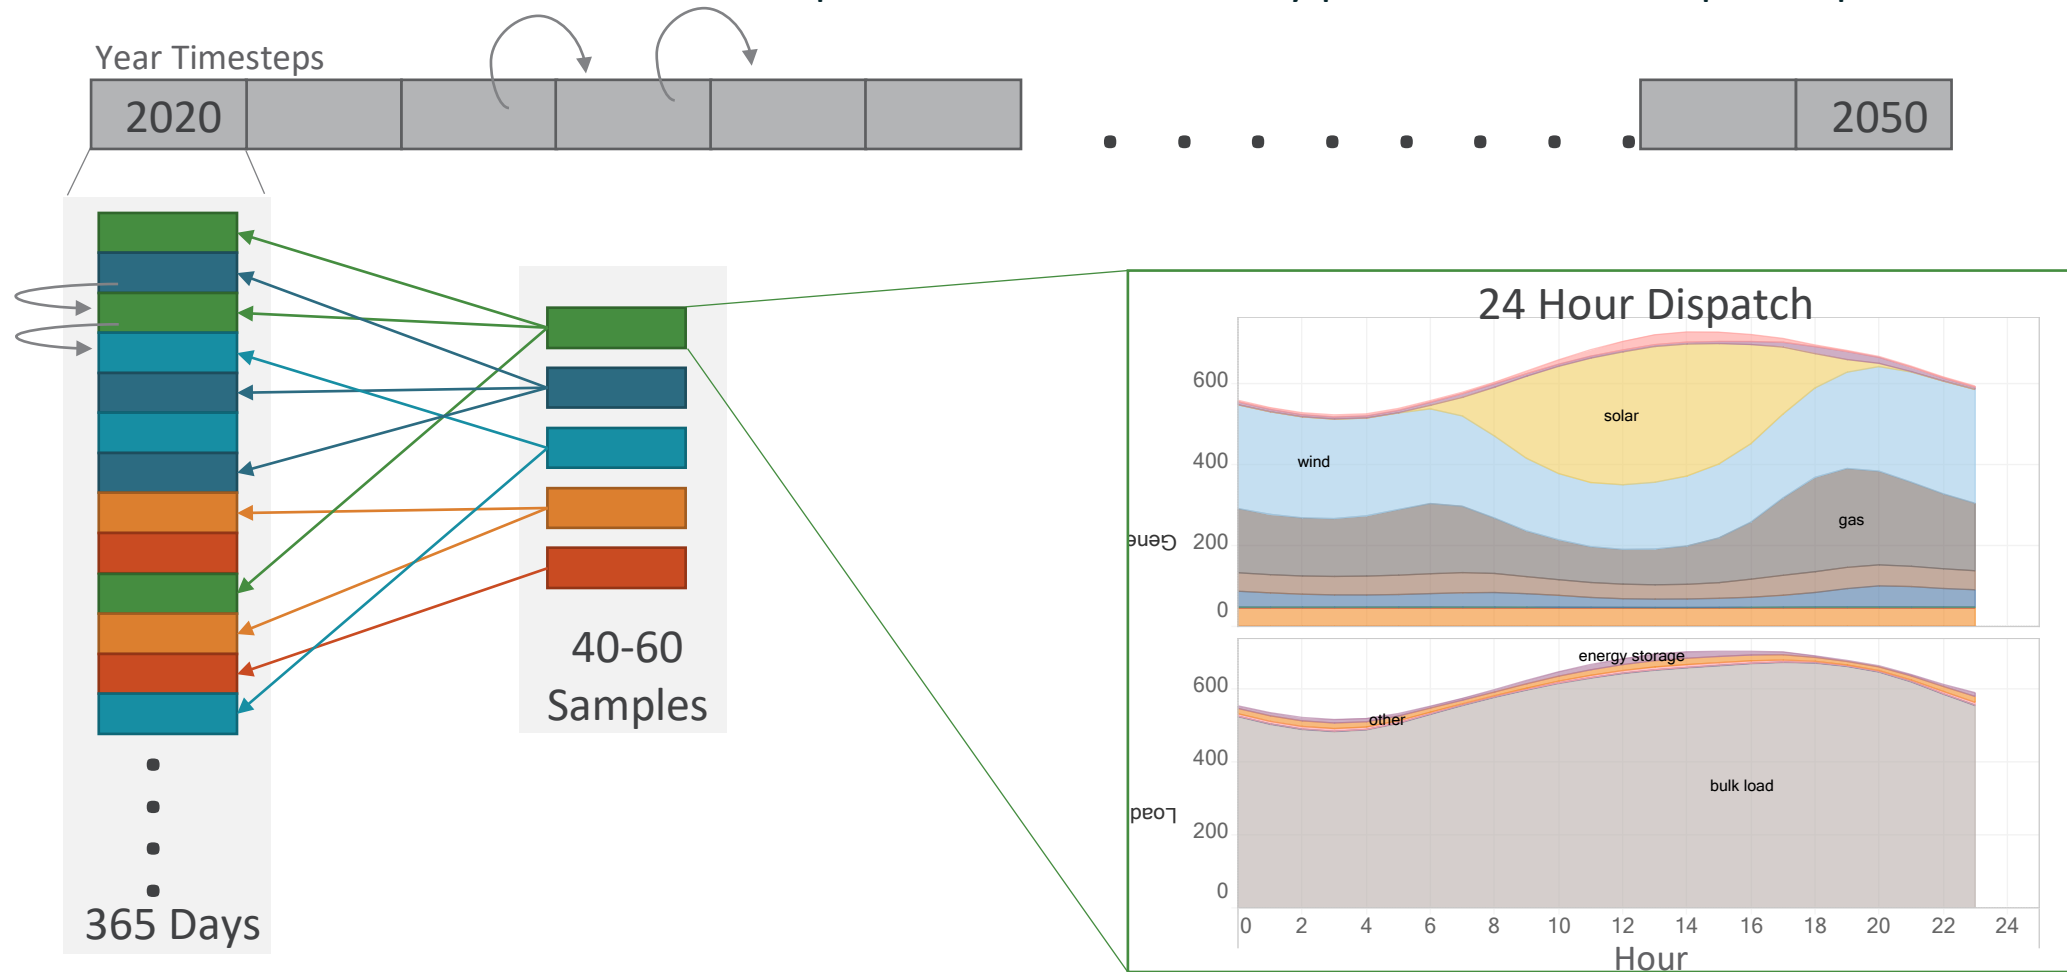 Year Timesteps
2020
2050
365 Days
40-60
Samples
24 Hour Dispatch
Gene
600
400
200
0
solar
wind
gas
Load
600
400
200
0
energy storage
other
bulk load
0 2 4 6 8 10 12 14 16 18 20 22 24
Hour